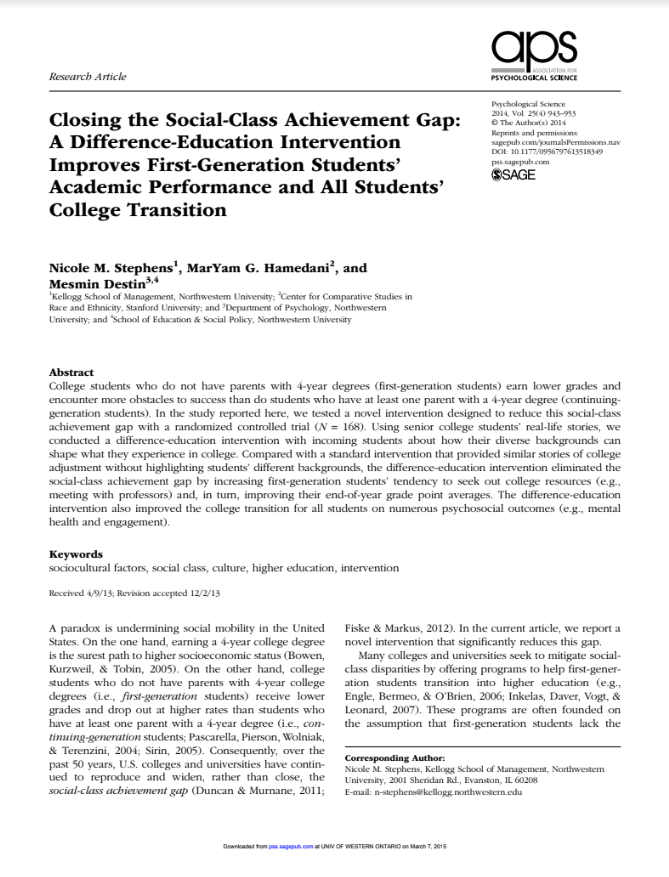 aps
ASSOCIATION FOR
PSYCHOLOGICAL SCIENCE
Research Article
Closing the Social-Class Achievement Gap:
A Difference-Education Intervention
Improves First-Generation Students’
Academic Performance and All Students’
College Transition
Psychological Science
2014, Vol. 25(4) 943–953
© The Author(s) 2014
Reprints and permissions:
sagepub.com/journalsPermissions.nav
DOI: 10.1177/0956797613518349
pss.sagepub.com
SAGE
Nicole M. Stephens1, MarYam G. Hamedani2, and
Mesmin Destin3,4
1Kellogg School of Management, Northwestern University; 2Center for Comparative Studies in
Race and Ethnicity, Stanford University; and 3Department of Psychology, Northwestern
University; and 4School of Education & Social Policy, Northwestern University
Abstract
College students who do not have parents with 4-year degrees (first-generation students) earn lower grades and
encounter more obstacles to success than do students who have at least one parent with a 4-year degree (continuing-
generation students). In the study reported here, we tested a novel intervention designed to reduce this social-class
achievement gap with a randomized controlled trial (N = 168). Using senior college students’ real-life stories, we
conducted a difference-education intervention with incoming students about how their diverse backgrounds can
shape what they experience in college. Compared with a standard intervention that provided similar stories of college
adjustment without highlighting students’ different backgrounds, the difference-education intervention eliminated the
social-class achievement gap by increasing first-generation students’ tendency to seek out college resources (e.g.,
meeting with professors) and, in turn, improving their end-of-year grade point averages. The difference-education
intervention also improved the college transition for all students on numerous psychosocial outcomes (e.g., mental
health and engagement).
Keywords
sociocultural factors, social class, culture, higher education, intervention
Received 4/9/13; Revision accepted 12/2/13
A paradox is undermining social mobility in the United
States. On the one hand, earning a 4-year college degree
is the surest path to higher socioeconomic status (Bowen,
Kurzweil, & Tobin, 2005). On the other hand, college
students who do not have parents with 4-year college
degrees (i.e., first-generation students) receive lower
grades and drop out at higher rates than students who
have at least one parent with a 4-year degree (i.e., con-
tinuing-generation students; Pascarella, Pierson, Wolniak,
& Terenzini, 2004; Sirin, 2005). Consequently, over the
past 50 years, U.S. colleges and universities have contin-
ued to reproduce and widen, rather than close, the
social-class achievement gap (Duncan & Murnane, 2011;
Fiske & Markus, 2012). In the current article, we report a
novel intervention that significantly reduces this gap.
Many colleges and universities seek to mitigate social-
class disparities by offering programs to help first-gener-
ation students transition into higher education (e.g.,
Engle, Bermeo, & O’Brien, 2006; Inkelas, Daver, Vogt, &
Leonard, 2007). These programs are often founded on
the assumption that first-generation students lack the
Corresponding Author:
Nicole M. Stephens, Kellogg School of Management, Northwestern
University, 2001 Sheridan Rd., Evanston, IL 60208
E-mail: n-stephens@kellogg.northwestern.edu
Downloaded from pss.sagepub.com at UNIV OF WESTERN ONTARIO on March 7, 2015